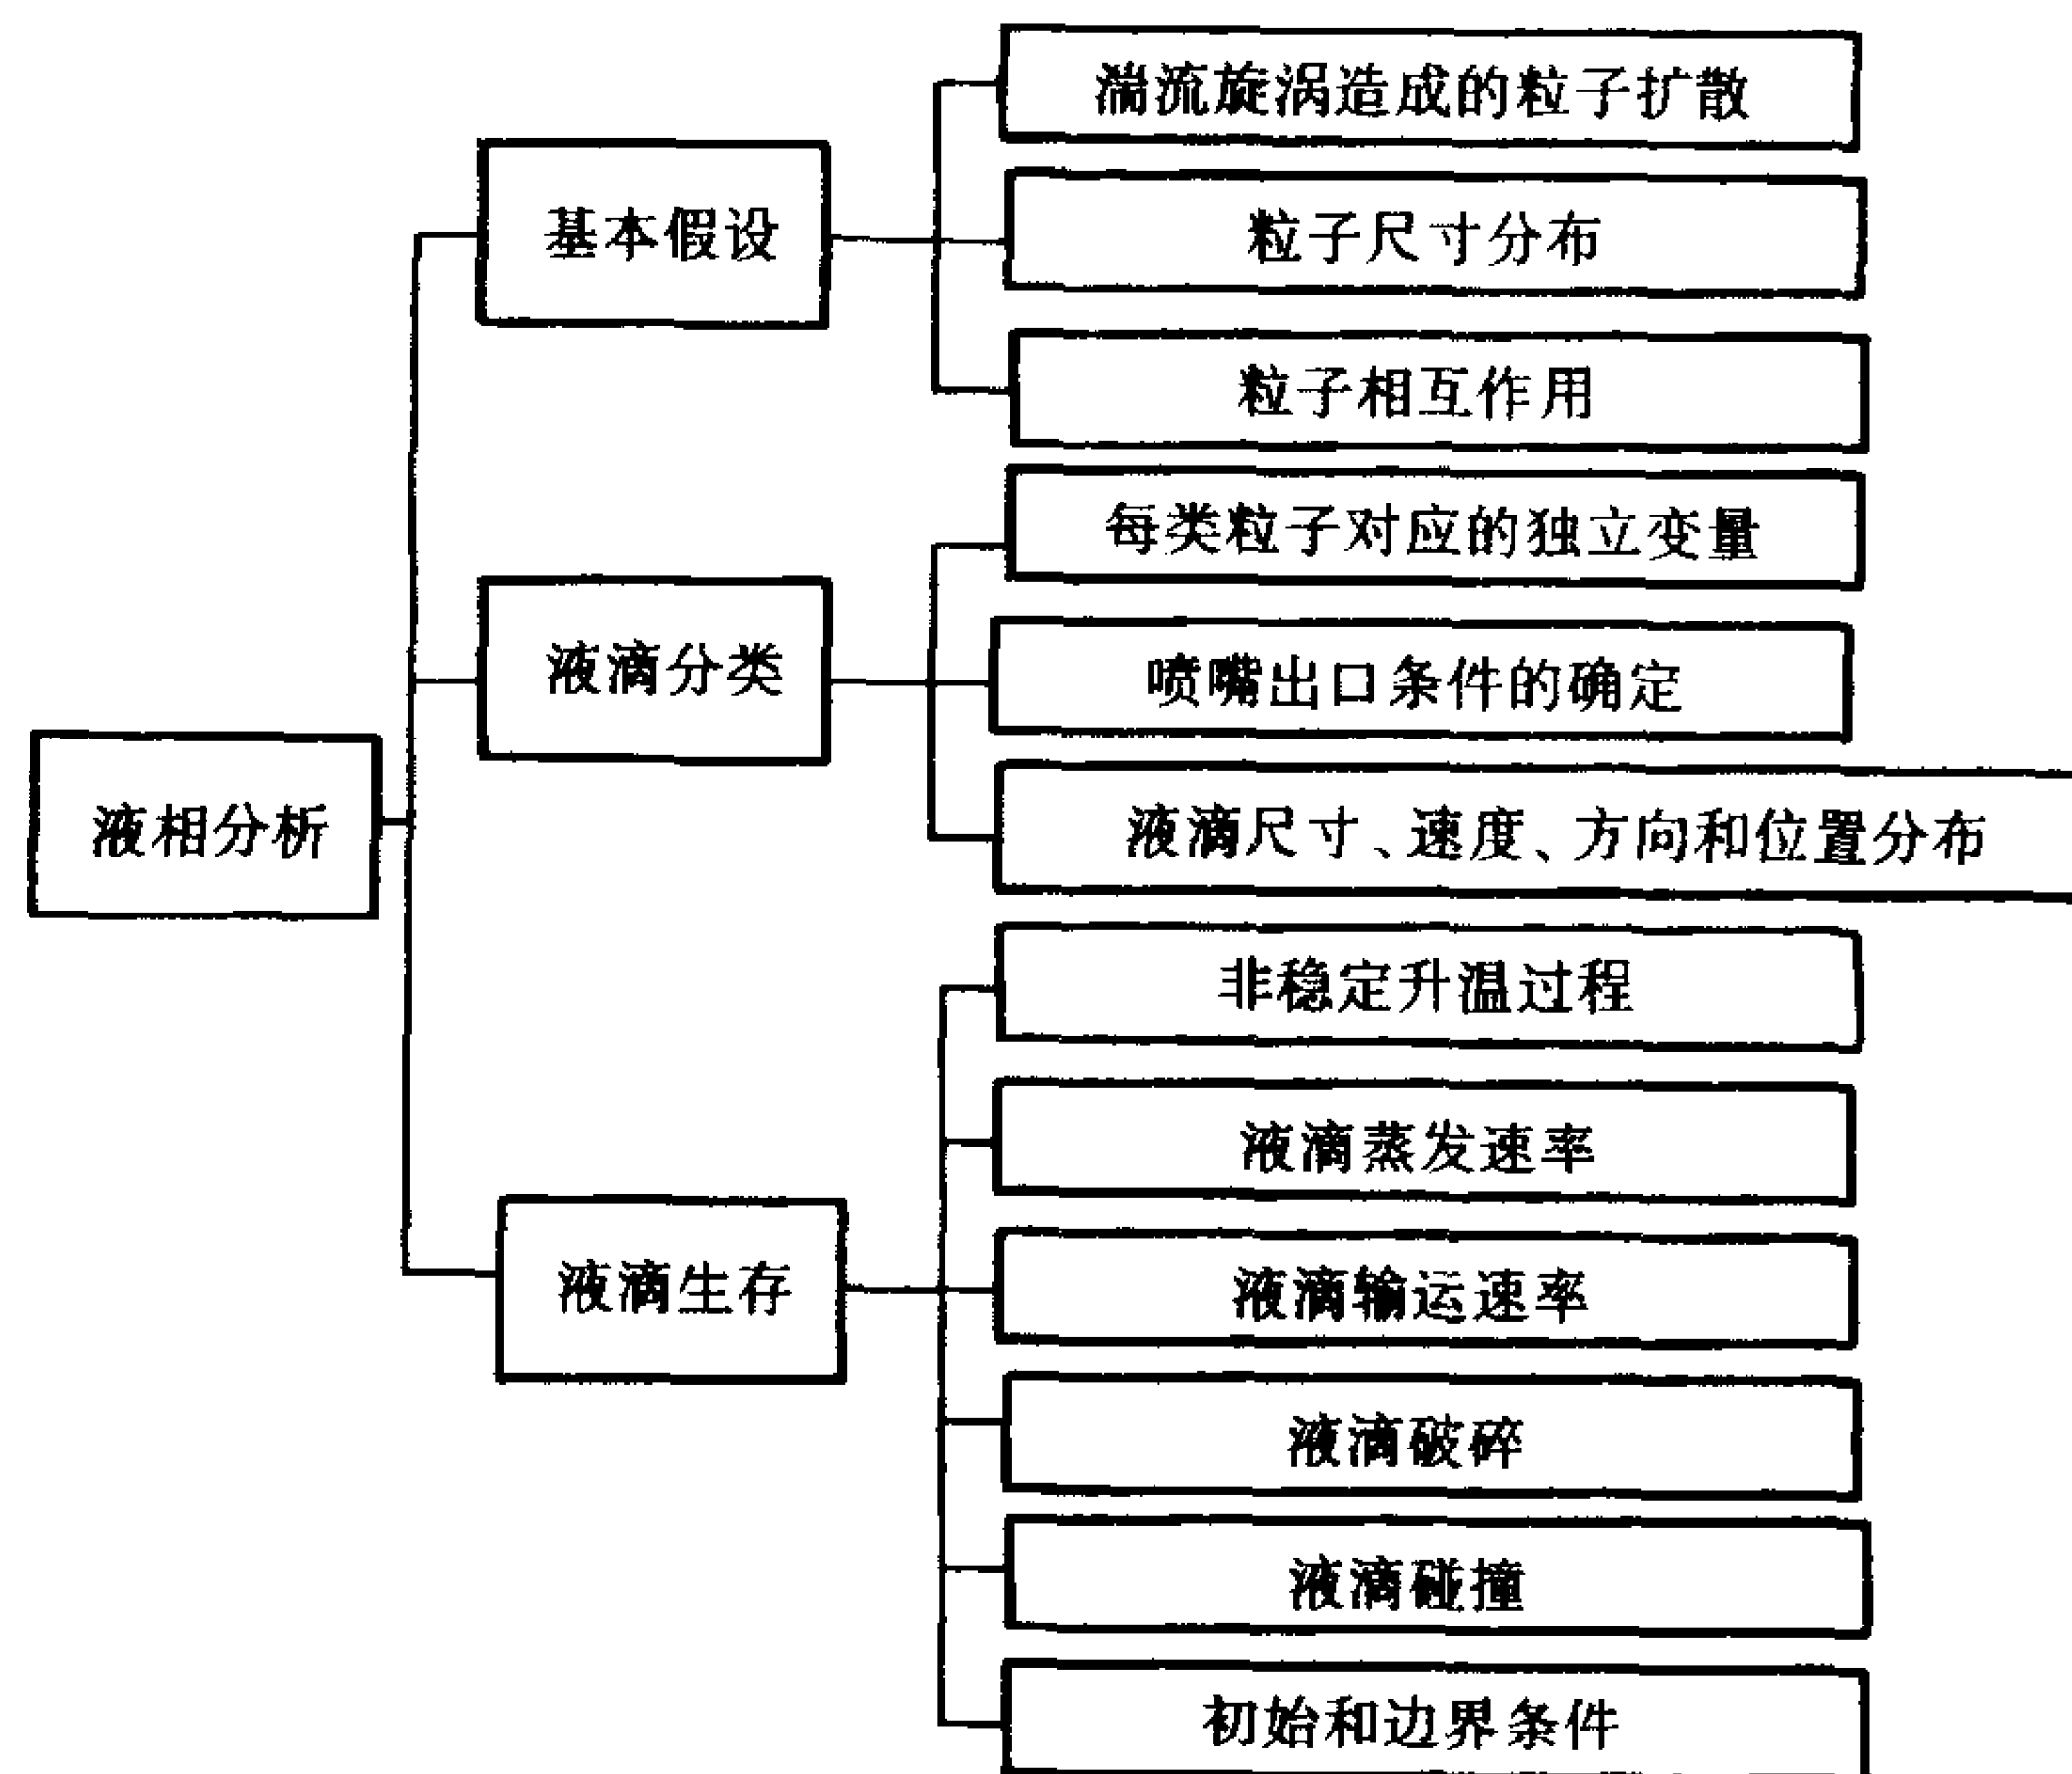 湍流旋涡造成的粒子扩散
粒子尺寸分布
基本假设
粒子相互作用
每类粒子对应的独立变量
液滴分类
喷嘴出口条件的确定
液相分析
液滴尺寸、速度、方向和位置分布
非稳定升温过程
液滴蒸发速率
液滴生存
液滴输运速率
液滴破碎
液滴碰撞
初始和边界条件